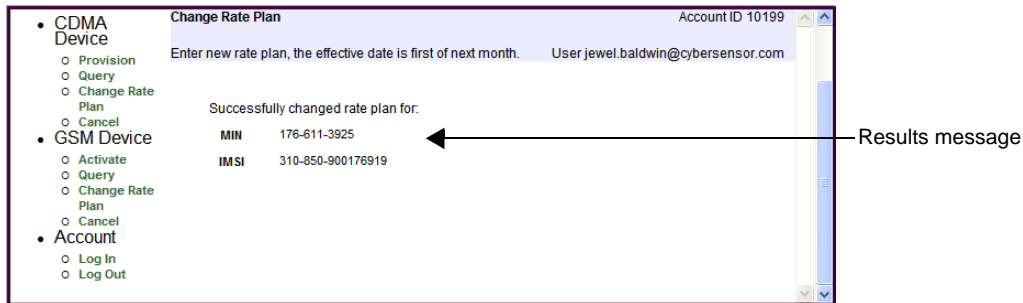 CDMA
Device
Provision
Query
Change Rate
Plan
Cancel
GSM Device
Activate
Query
Change Rate
Plan
Cancel
Account
Log In
Log Out
Change Rate Plan
Account ID 10199
Enter new rate plan, the effective date is first of next month.
User jewel.baldwin@cybersensor.com
Successfully changed rate plan for:
MIN 176-611-3925
IMSI 310-850-900176919
Results message